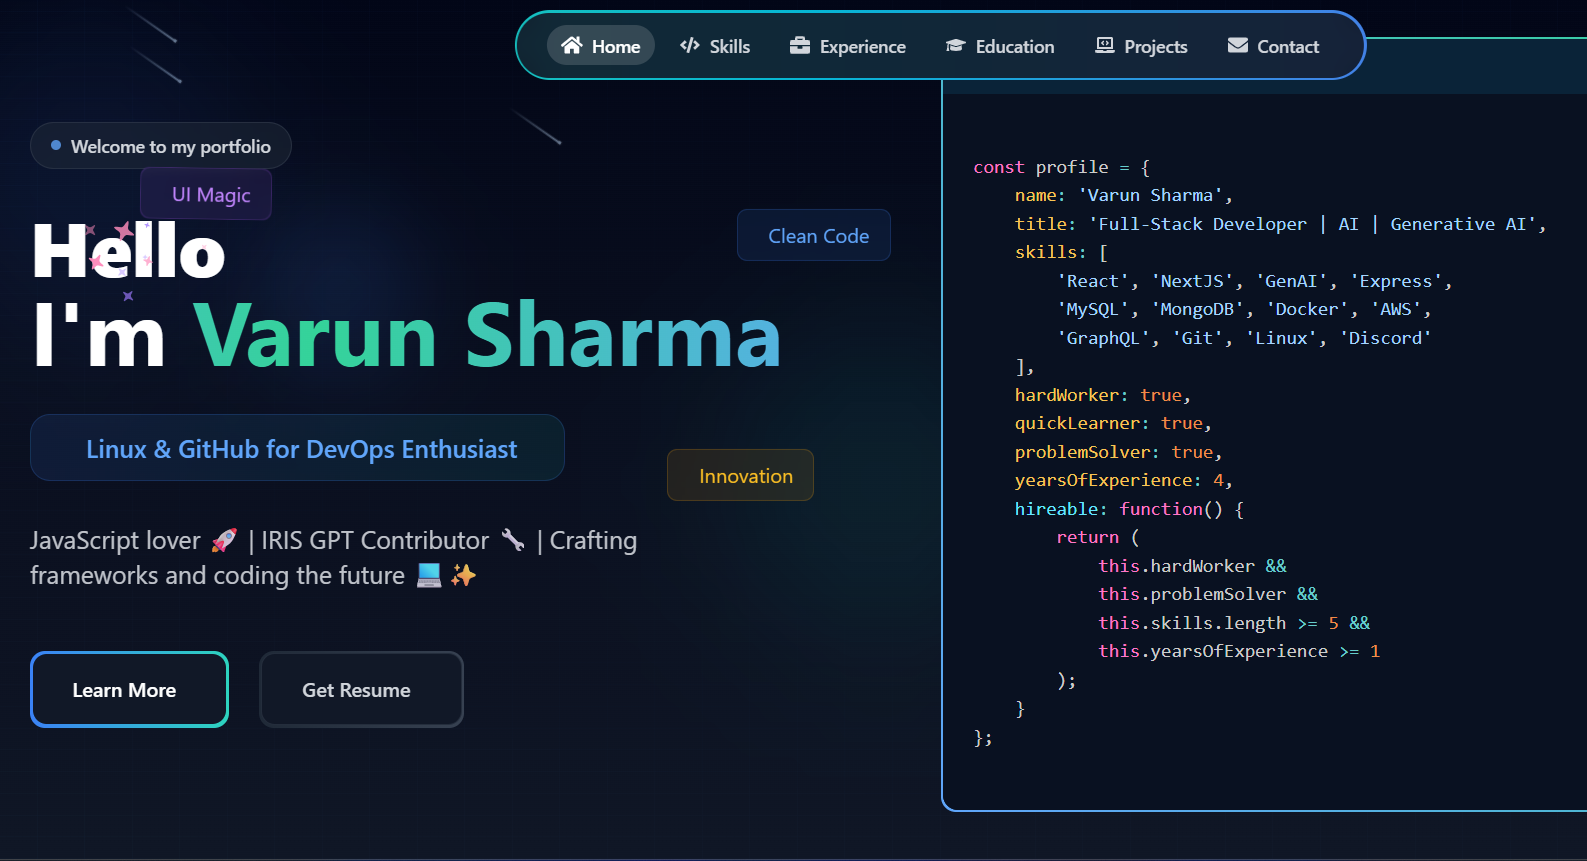 Home Skills Experience Education Projects Contact
Welcome to my portfolio
UI Magic
Hello
I'm Varun Sharma
Clean Code
Linux & GitHub for DevOps Enthusiast
Innovation
JavaScript lover 🚀 | IRIS GPT Contributor 🔧 | Crafting
frameworks and coding the future 💻 ✨
Learn More
Get Resume
const profile = {
    name: 'Varun Sharma',
    title: 'Full-Stack Developer | AI | Generative AI',
    skills: [
        'React', 'NextJS', 'GenAI', 'Express',
        'MySQL', 'MongoDB', 'Docker', 'AWS',
        'GraphQL', 'Git', 'Linux', 'Discord'
    ],
    hardWorker: true,
    quickLearner: true,
    problemSolver: true,
    yearsOfExperience: 4,
    hireable: function() {
        return (
            this.hardWorker &&
            this.problemSolver &&
            this.skills.length >= 5 &&
            this.yearsOfExperience >= 1
        );
    }
};